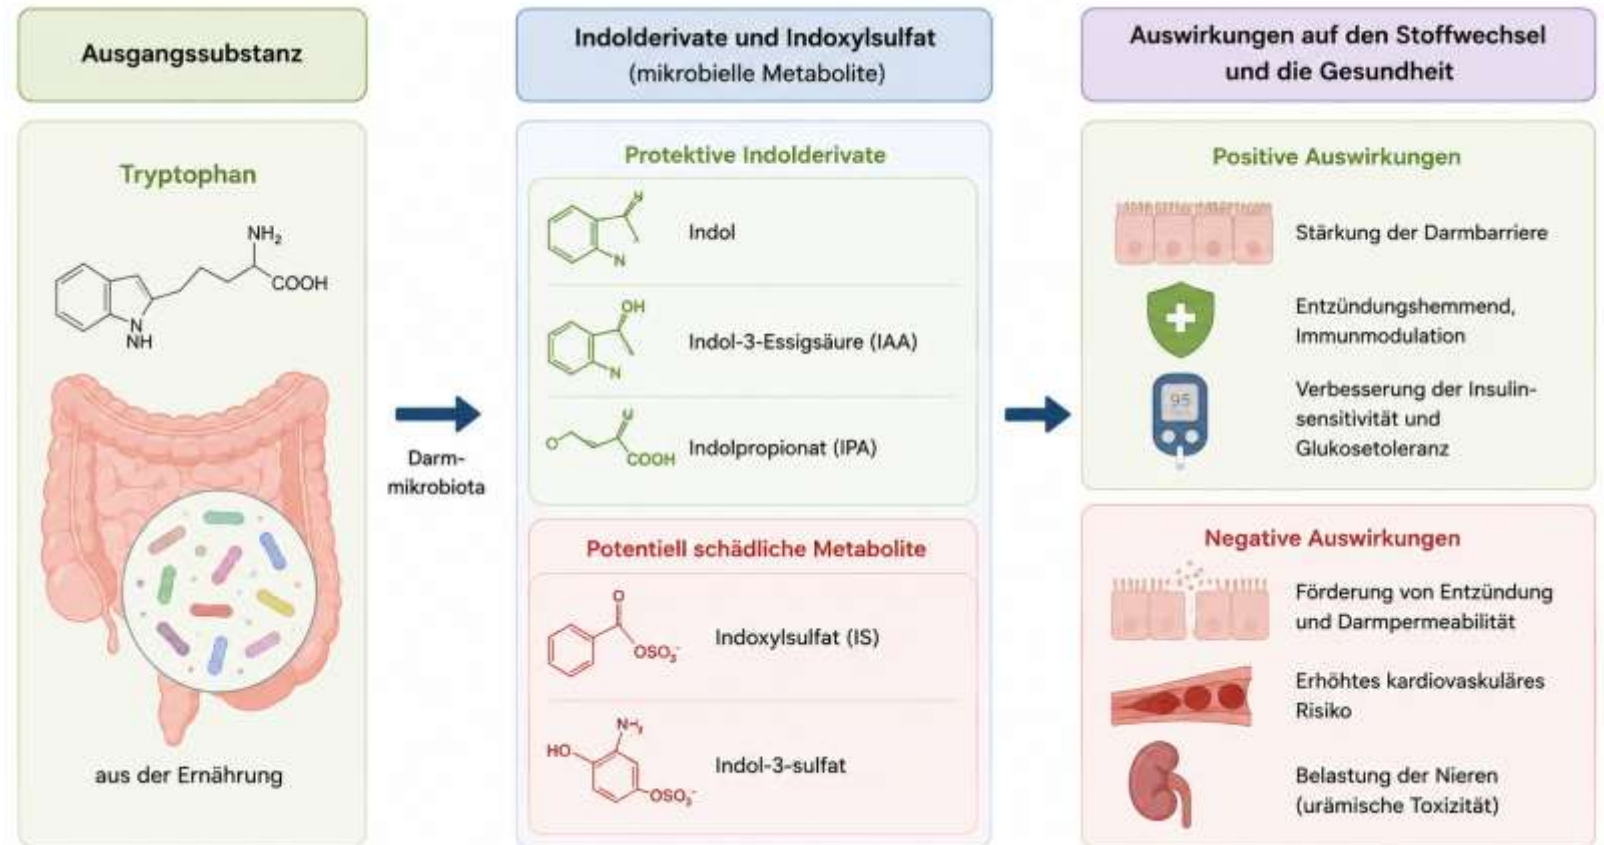 Ausgangssubstanz
Tryptophan
NH₂
COOH
NH
NH
aus der Ernährung
Darm-
mikrobiota
Indolderivate und Indoxylsulfat
(mikrobielle Metabolite)
Protektive Indolderivate
N
Indol
OH
N
Indol-3-Essigsäure (IAA)
O
COOH
Indolpropionat (IPA)
Potentiell schädliche Metabolite
O
OSO₃⁻
Indoxylsulfat (IS)
HO
OSO₃⁻
Indol-3-sulfat
Auswirkungen auf den Stoffwechsel
und die Gesundheit
Positive Auswirkungen
Stärkung der Darmbarriere
Entzündungshemmend,
Immunmodulation
95
Verbesserung der Insulin-
sensitivität und
Glukosetoleranz
Negative Auswirkungen
Förderung von Entzündung
und Darmpermeabilität
Erhöhtes kardiovaskuläres
Risiko
Belastung der Nieren
(urämische Toxizität)